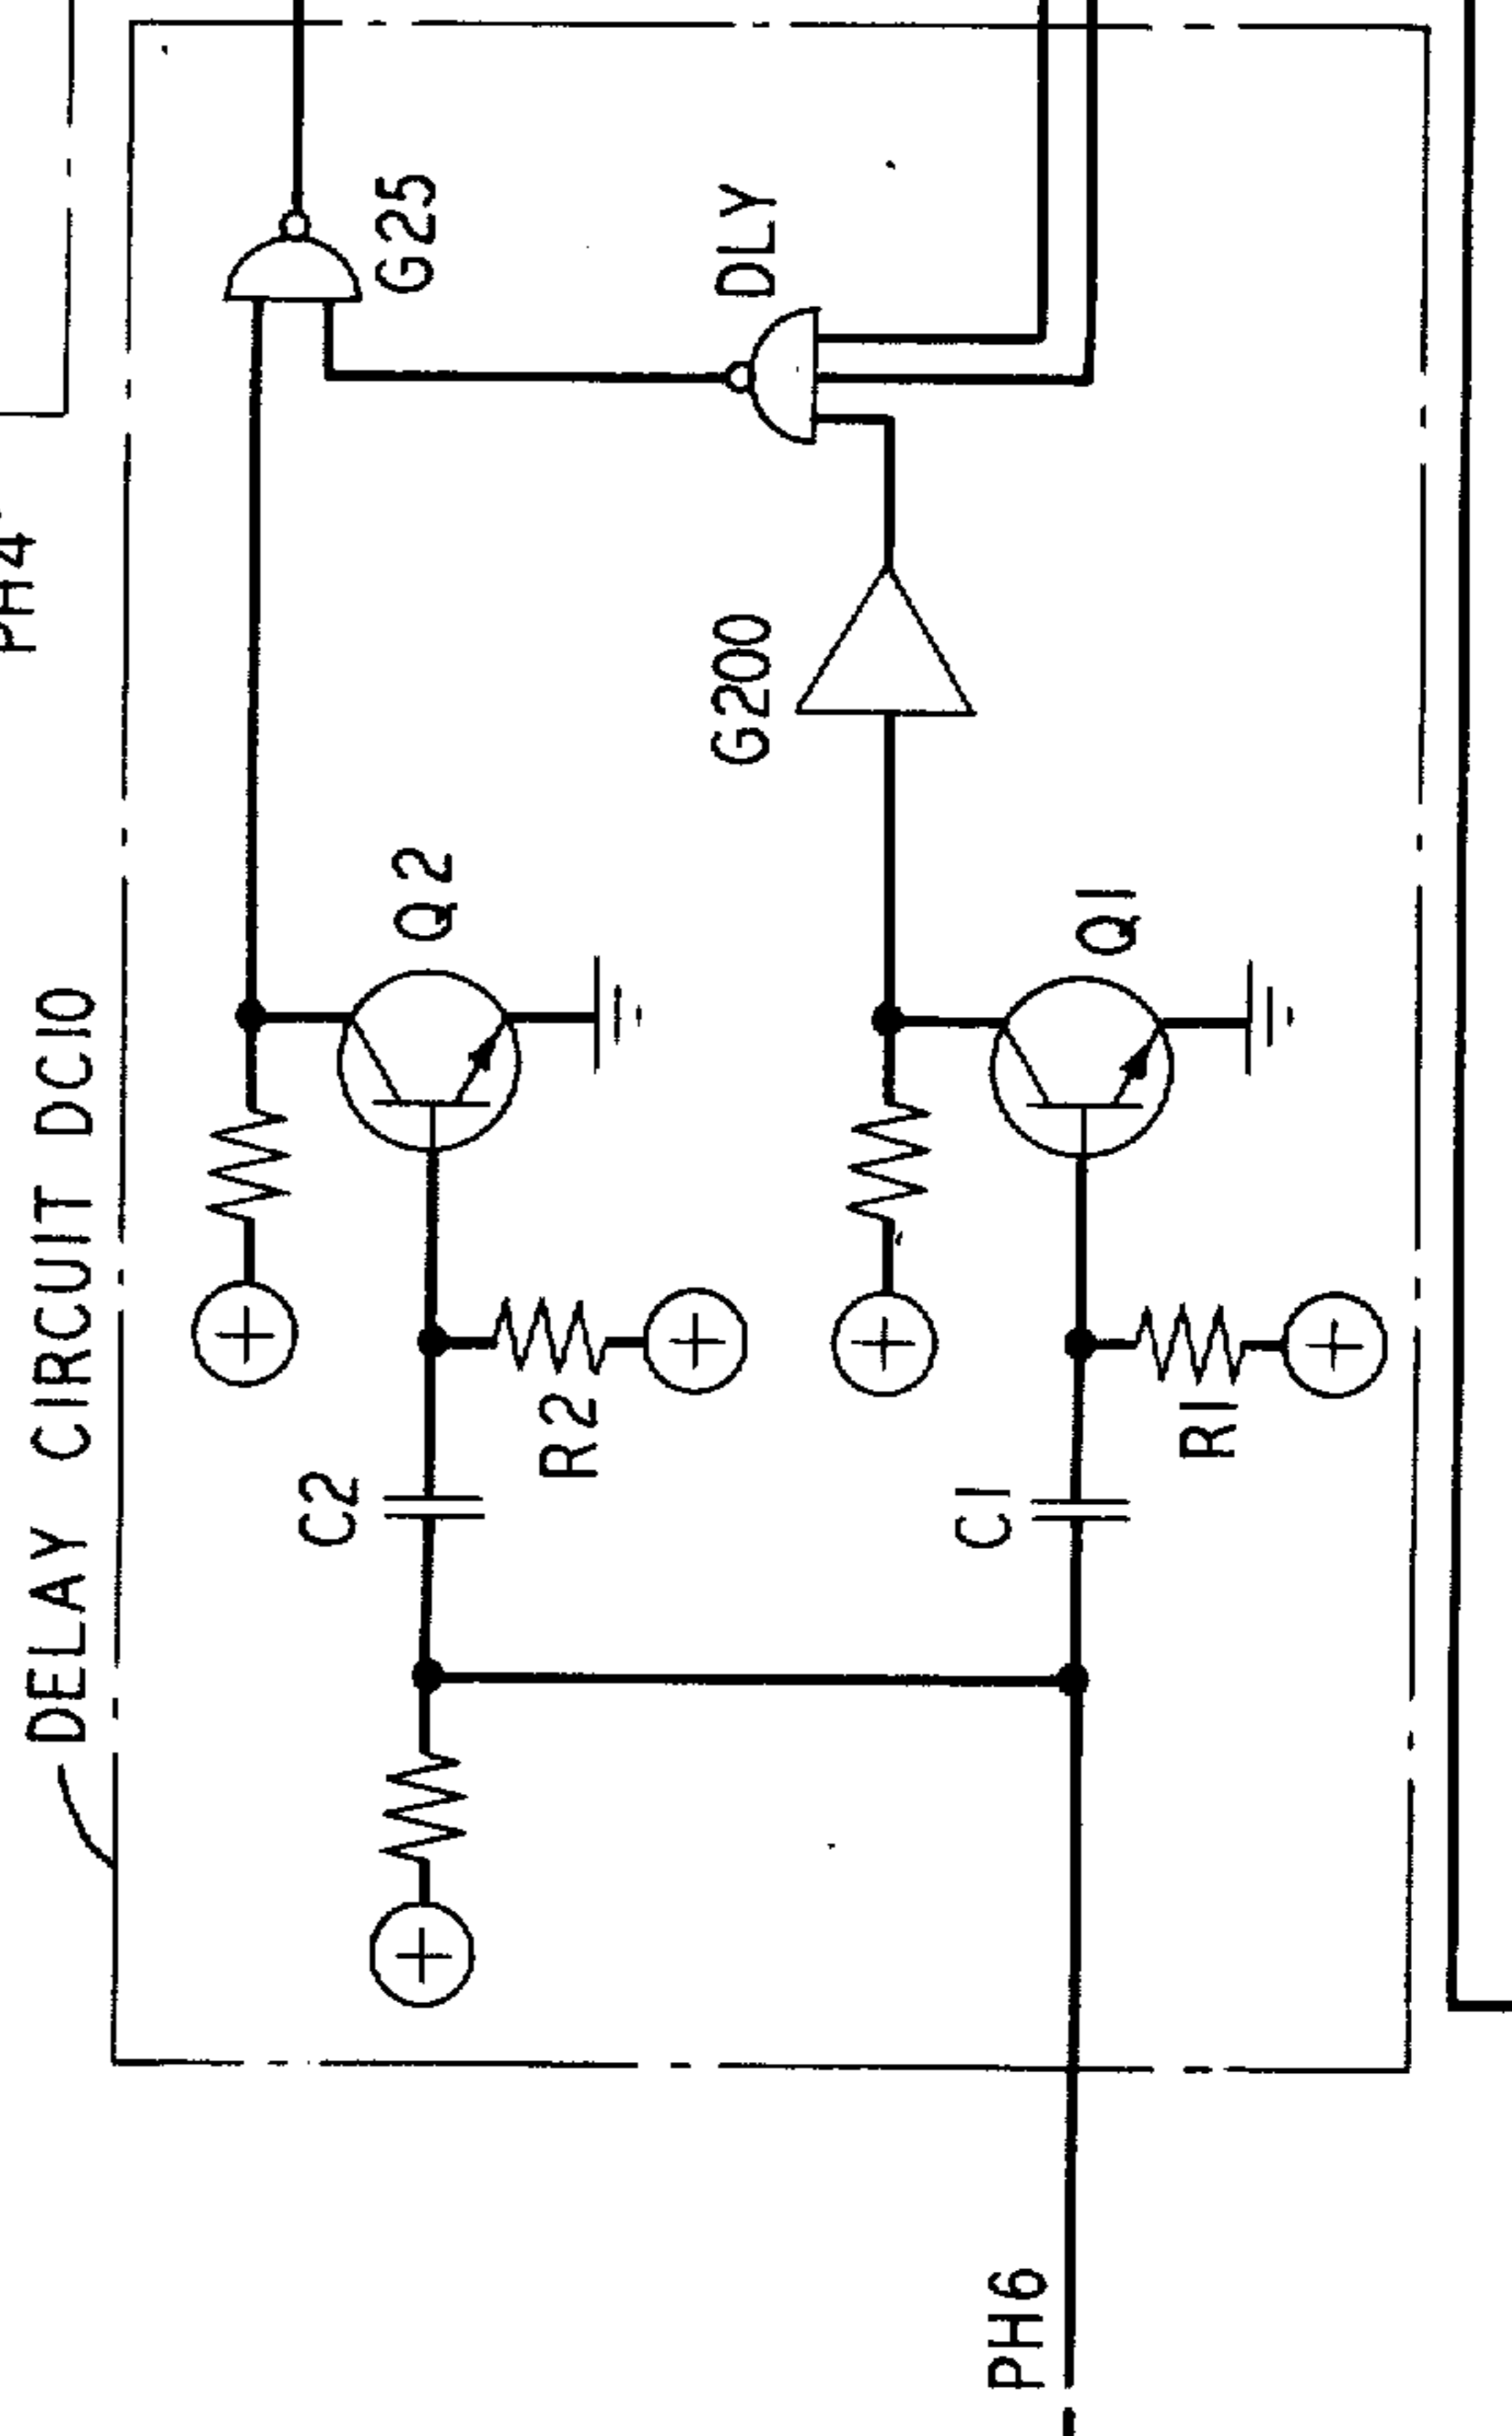 PH4
DELAY CIRCUIT DC10
G25
DLY
G200
Q2
Q1
C2
R2
C1
R1
PH6